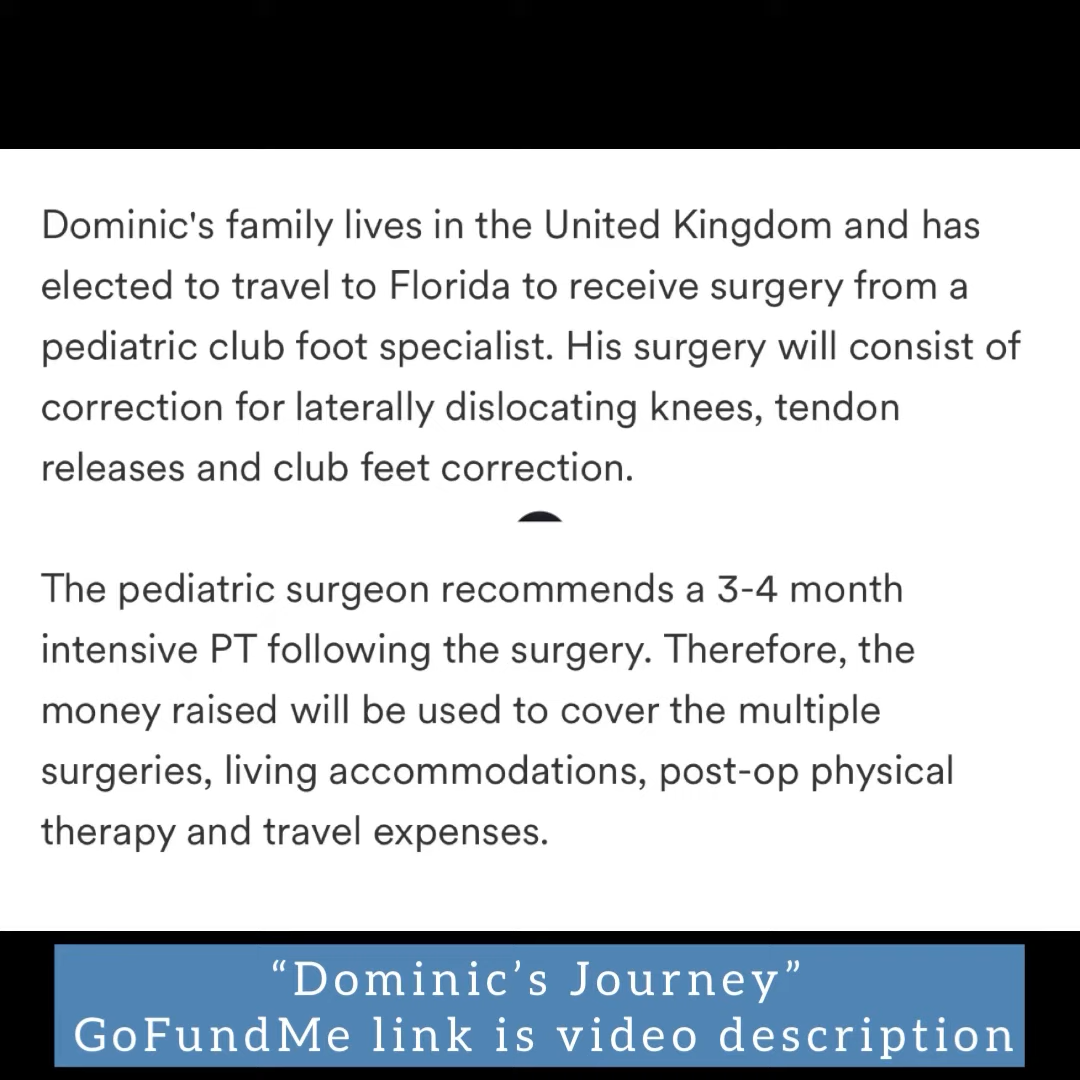 Dominic's family lives in the United Kingdom and has
elected to travel to Florida to receive surgery from a
pediatric club foot specialist. His surgery will consist of
correction for laterally dislocating knees, tendon
releases and club feet correction.
The pediatric surgeon recommends a 3-4 month
intensive PT following the surgery. Therefore, the
money raised will be used to cover the multiple
surgeries, living accommodations, post-op physical
therapy and travel expenses.
“Dominic’s Journey”
GoFundMe link is video description